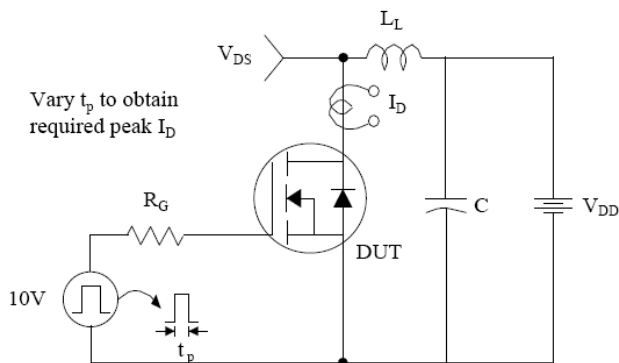 L_L
V_DS
Vary t_p to obtain
required peak I_D
I_D
R_G
C
V_DD
DUT
10V
t_p